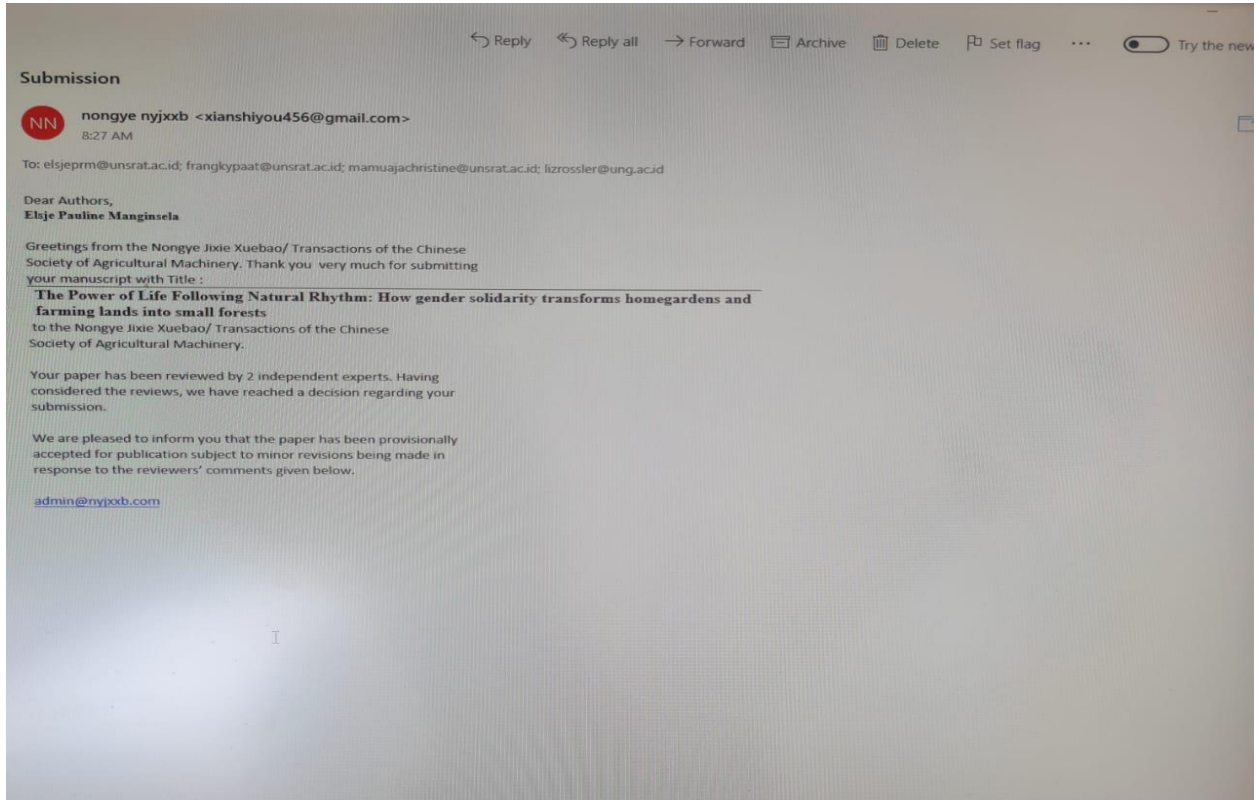 Reply Reply all Forward Archive Delete Set flag ... Try the new
Submission
NN
nongye nyjxxb <xianshiyou456@gmail.com>
8:27 AM
To: elsjeprm@unsrat.ac.id; frangkypaat@unsrat.ac.id; mamuajachristine@unsrat.ac.id; lizrossler@ung.ac.id
Dear Authors,
Elsje Pauline Manginsela
Greetings from the Nongye Jixie Xuebao/ Transactions of the Chinese
Society of Agricultural Machinery. Thank you very much for submitting
your manuscript with Title :
The Power of Life Following Natural Rhythm: How gender solidarity transforms homegardens and
farming lands into small forests
to the Nongye Jixie Xuebao/ Transactions of the Chinese
Society of Agricultural Machinery.
Your paper has been reviewed by 2 independent experts. Having
considered the reviews, we have reached a decision regarding your
submission.
We are pleased to inform you that the paper has been provisionally
accepted for publication subject to minor revisions being made in
response to the reviewers' comments given below.
admin@nypxxb.com